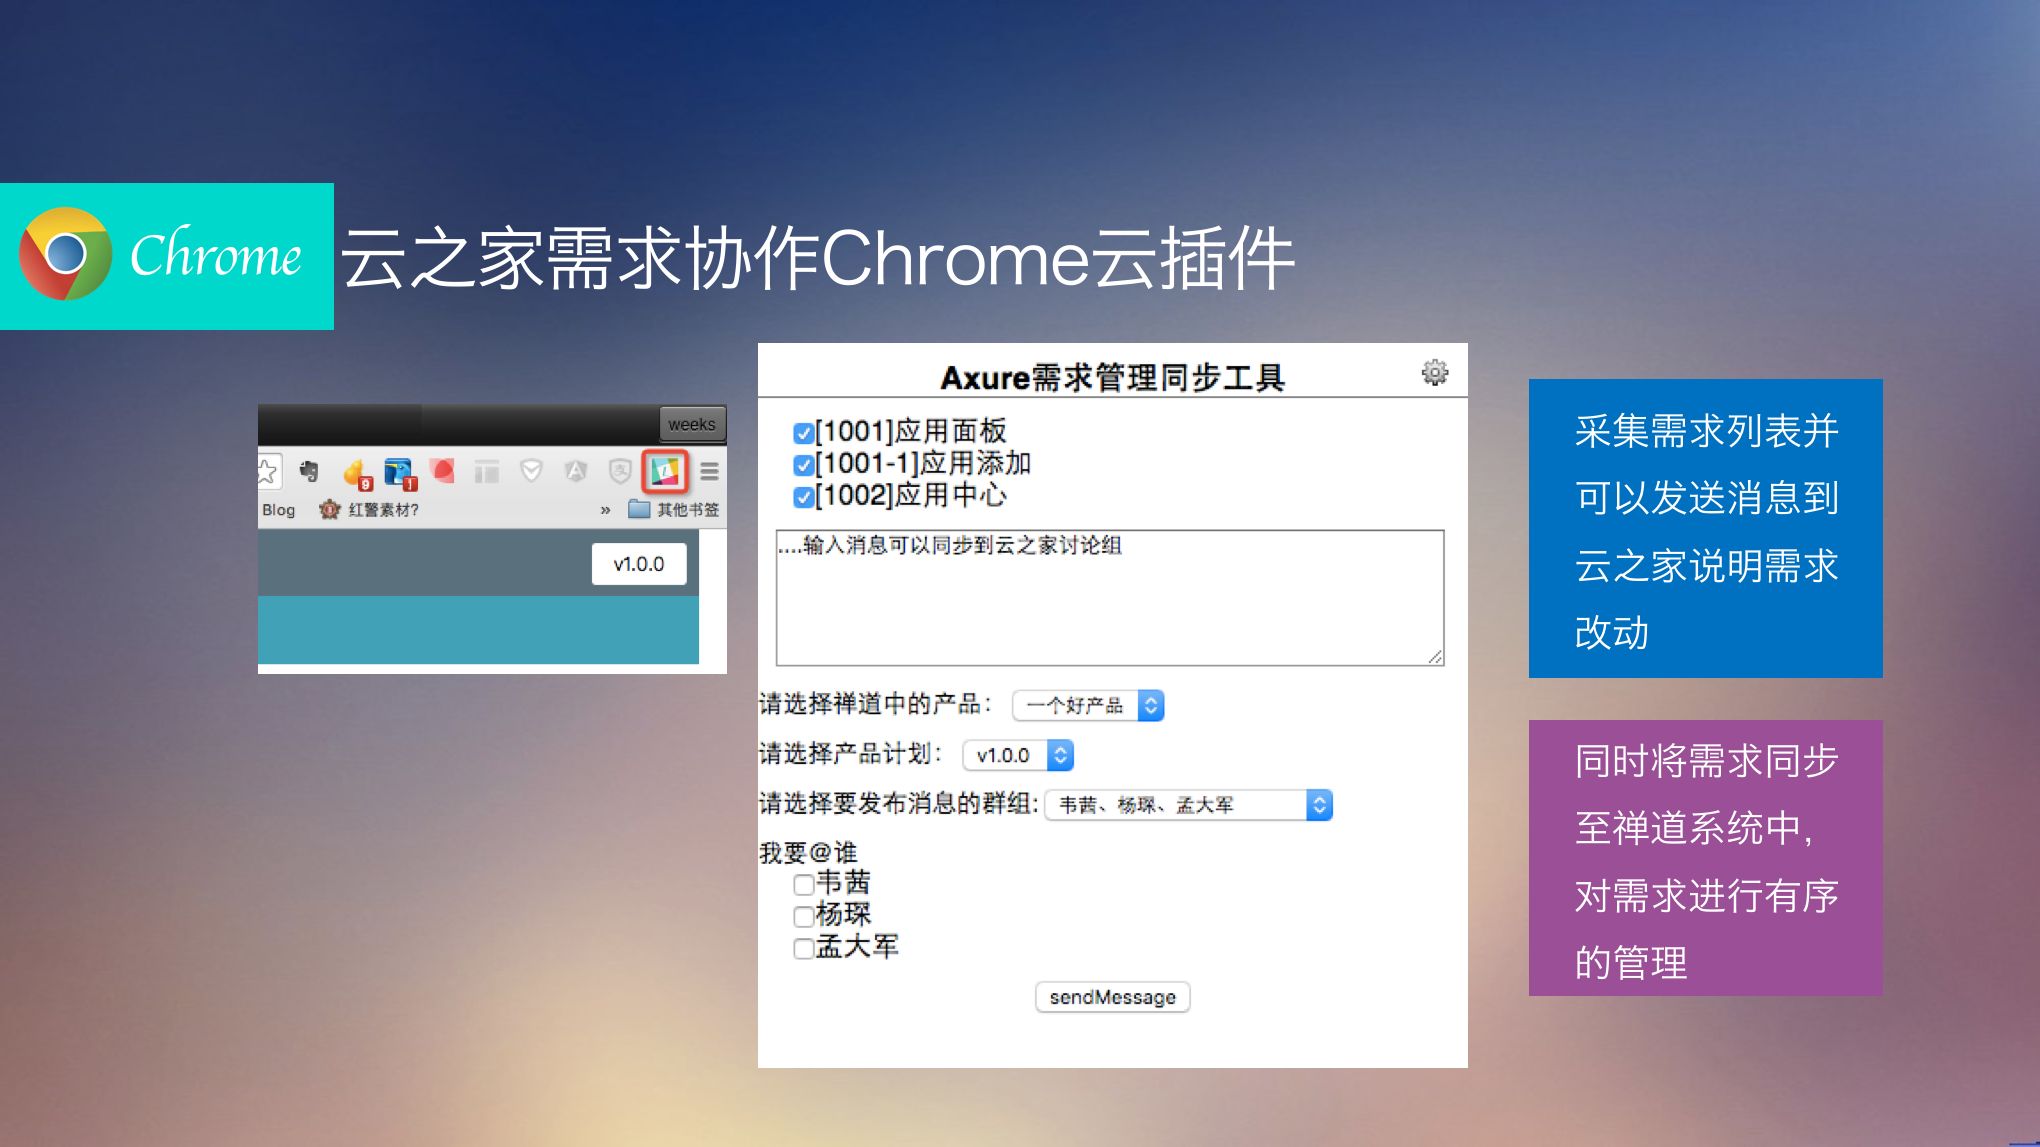 Chrome
云之家需求协作Chrome云插件
weeks
9
1
Blog
红警素材?
»
其他书签
v1.0.0
Axure需求管理同步工具
[1001]应用面板
[1001-1]应用添加
[1002]应用中心
....输入消息可以同步到云之家讨论组
请选择禅道中的产品：
一个好产品
请选择产品计划：
v1.0.0
请选择要发布消息的群组:
韦茜、杨琛、孟大军
我要@谁
韦茜
杨琛
孟大军
sendMessage
采集需求列表并
可以发送消息到
云之家说明需求
改动
同时将需求同步
至禅道系统中，
对需求进行有序
的管理